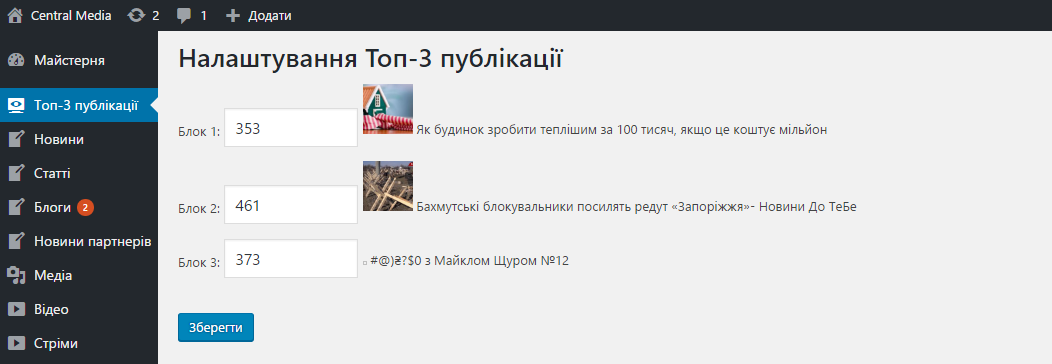 Central Media 2 1 Додати
Майстерня
Топ-3 публікації
Новини
Статті
Блоги 2
Новини партнерів
Медіа
Відео
Стріми
Налаштування Топ-3 публікації
Блок 1: 353 Як будинок зробити теплішим за 100 тисяч, якщо це коштує мільйон
Блок 2: 461 Бахмутські блокувальники посилять редут «Запоріжжя»- Новини До ТеБе
Блок 3: 373 #@)₴?$0 з Майклом Щуром №12
Зберегти